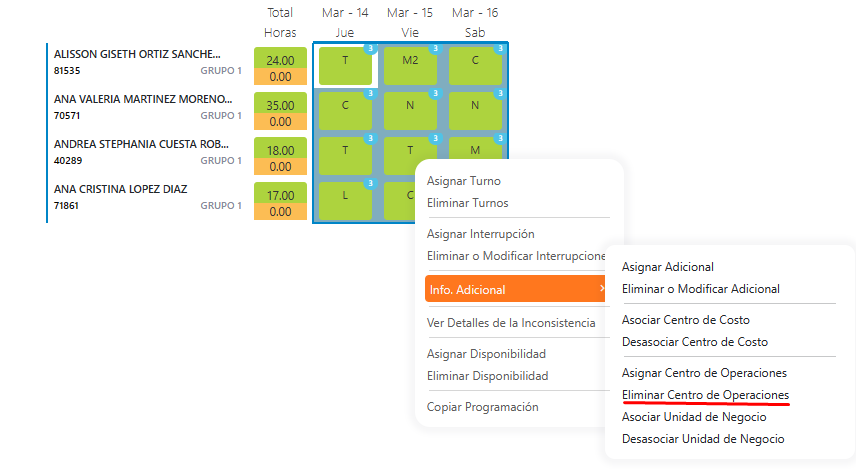 Total Mar - 14 Mar - 15 Mar - 16
Horas Jue Vie Sab
ALISSON GISETH ORTIZ SANCHE...
81535 GRUPO 1
24.00
0.00
T 3 M2 3 C 3
ANA VALERIA MARTINEZ MORENO...
70571 GRUPO 1
35.00
0.00
C 3 N 3 N 3
ANDREA STEPHANIA CUESTA ROB...
40289 GRUPO 1
18.00
0.00
T 3 T 3 M 3
ANA CRISTINA LOPEZ DIAZ
71861 GRUPO 1
17.00
0.00
L 3 C
Asignar Turno
Eliminar Turnos
Asignar Interrupción
Eliminar o Modificar Interrupcione
Info. Adicional >
Ver Detalles de la Inconsistencia
Asignar Disponibilidad
Eliminar Disponibilidad
Copiar Programación
Asignar Adicional
Eliminar o Modificar Adicional
Asociar Centro de Costo
Desasociar Centro de Costo
Asignar Centro de Operaciones
Eliminar Centro de Operaciones
Asociar Unidad de Negocio
Desasociar Unidad de Negocio